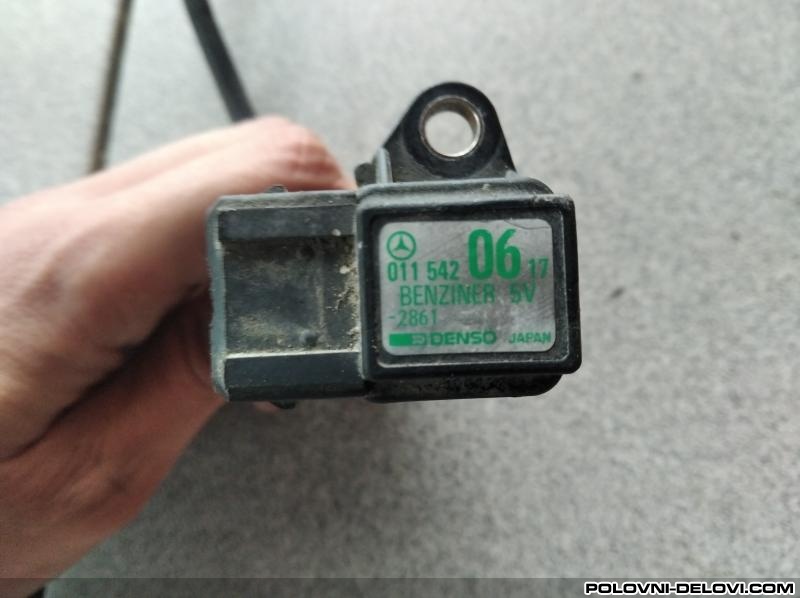 011 542 06 17
BENZINER 5V
-2861
DENSO JAPAN
POLOVNI-DELOVI.COM